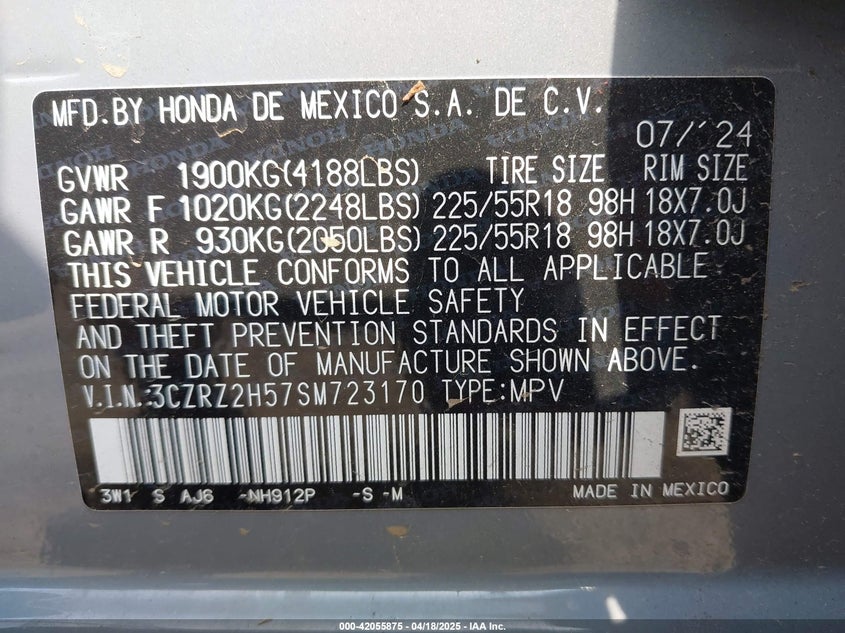 MFD.BY HONDA DE MEXICO S.A. DE C.V.
07/'24
GVWR 1900KG(4188LBS) TIRE SIZE RIM SIZE
GAWR F 1020KG(2248LBS) 225/55R18 98H 18X7.0J
GAWR R 930KG(2050LBS) 225/55R18 98H 18X7.0J
THIS VEHICLE CONFORMS TO ALL APPLICABLE
FEDERAL MOTOR VEHICLE SAFETY
AND THEFT PREVENTION STANDARDS IN EFFECT
ON THE DATE OF MANUFACTURE SHOWN ABOVE.
V.I.N.:3CZRZ2H57SM723170 TYPE:MPV
3W1 S AJ6 -NH912P -S -M MADE IN MEXICO
000-42055875 - 04/18/2025 - IAA Inc.